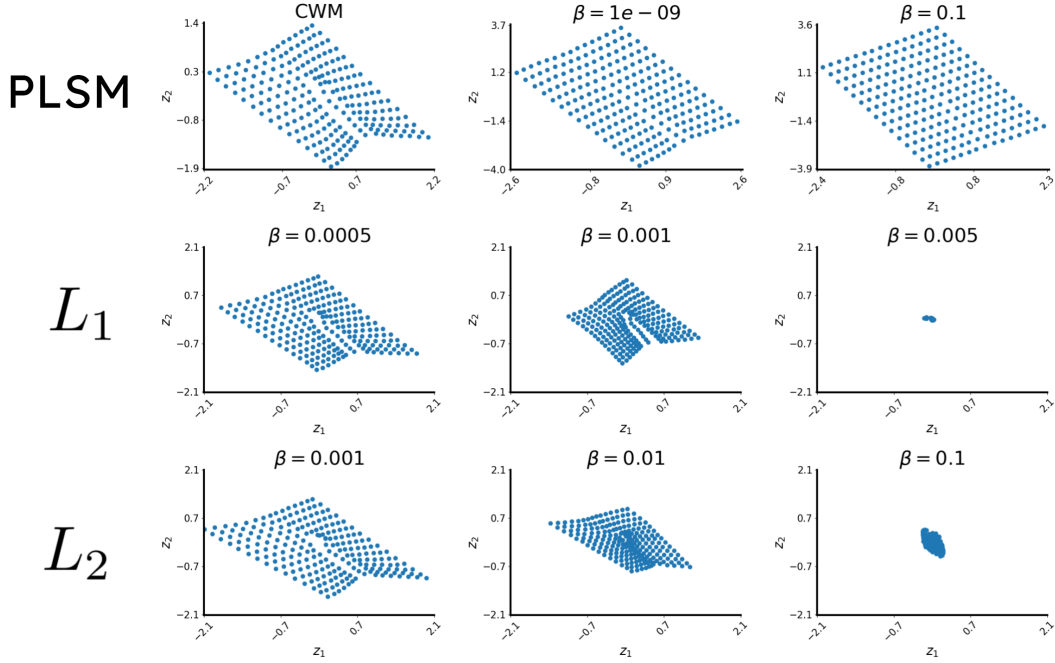 CWM
β = 1e − 09
β = 0.1
PLSM
z₂
1.4
0.3
−0.8
−1.9
−2.2
−0.7
0.7
2.2
z₁
z₂
3.7
1.2
−1.4
−4.0
−2.6
−0.8
0.9
2.6
z₁
z₂
3.6
1.1
−1.4
−3.9
−2.4
−0.8
0.8
2.3
z₁
β = 0.0005
β = 0.001
β = 0.005
L₁
z₂
2.1
0.7
−0.7
−2.1
−2.1
−0.7
0.7
2.1
z₁
z₂
2.1
0.7
−0.7
−2.1
−2.1
−0.7
0.7
2.1
z₁
z₂
2.1
0.7
−0.7
−2.1
−2.1
−0.7
0.7
2.1
z₁
β = 0.001
β = 0.01
β = 0.1
L₂
z₂
2.1
0.7
−0.7
−2.1
−2.1
−0.7
0.7
2.1
z₁
z₂
2.1
0.7
−0.7
−2.1
−2.1
−0.7
0.7
2.1
z₁
z₂
2.1
0.7
−0.7
−2.1
−2.1
−0.7
0.7
2.1
z₁